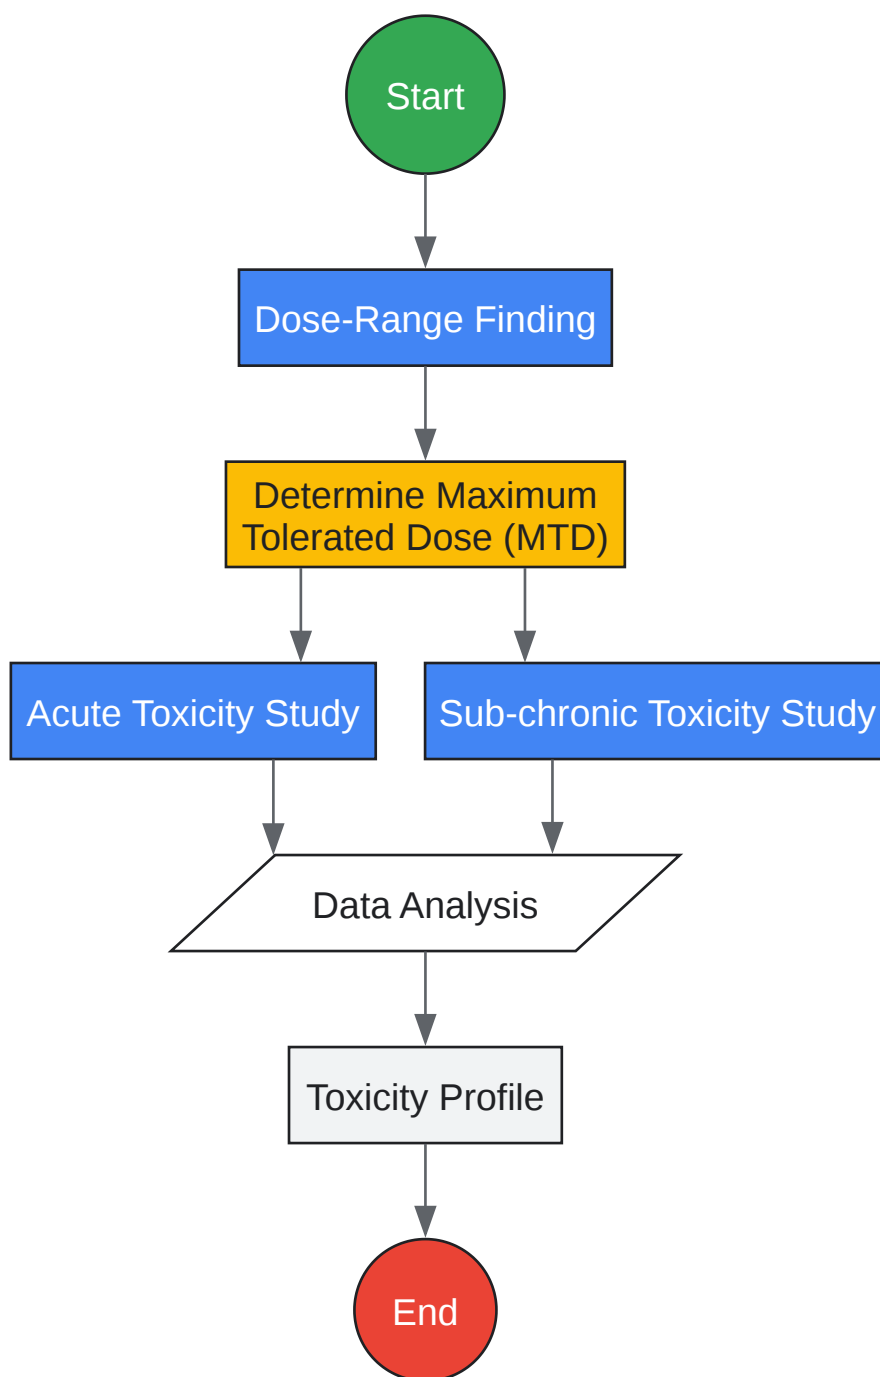 Start
Dose-Range Finding
Determine Maximum
Tolerated Dose (MTD)
Acute Toxicity Study
Sub-chronic Toxicity Study
Data Analysis
Toxicity Profile
End